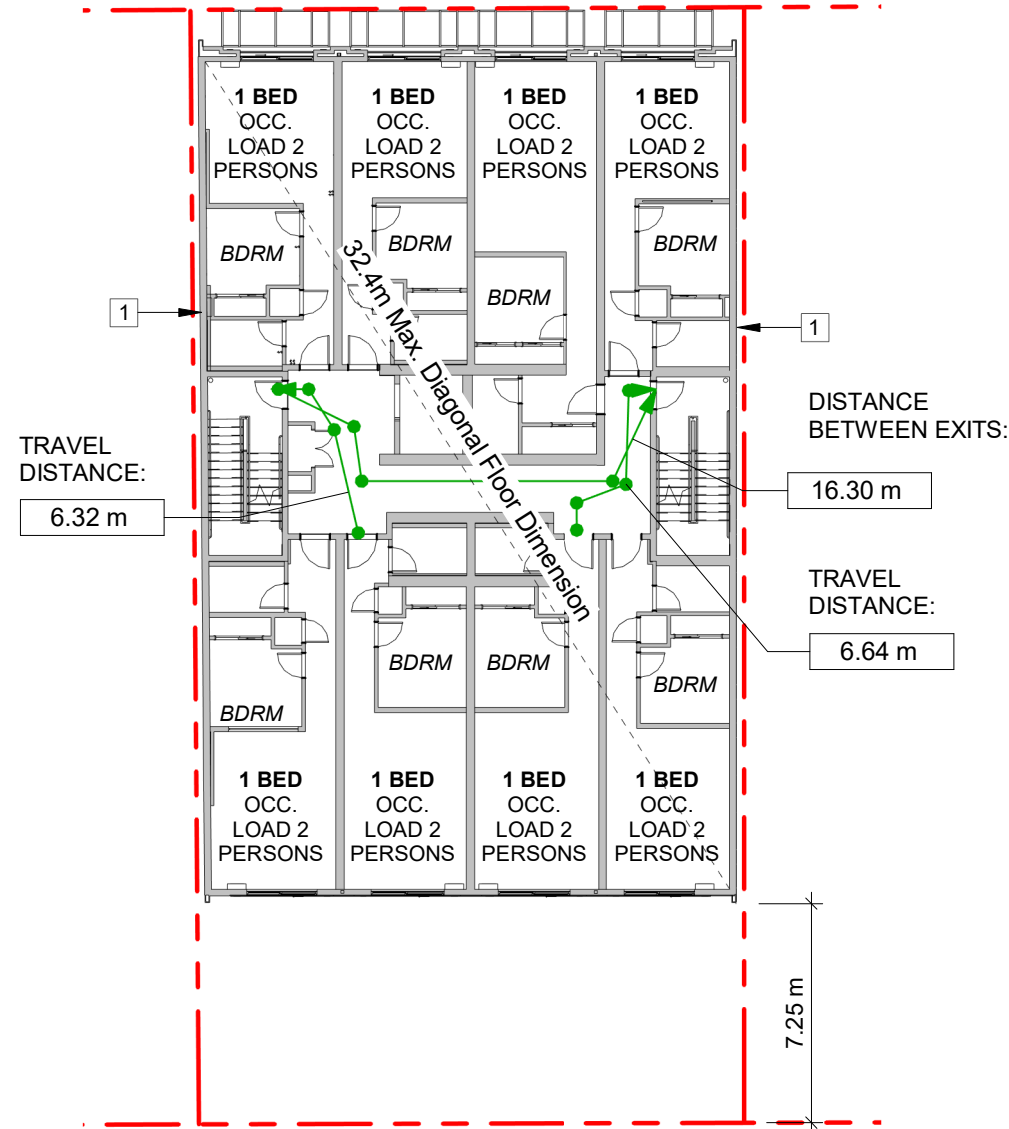 1 BED
OCC.
LOAD 2
PERSONS
1 BED
OCC.
LOAD 2
PERSONS
1 BED
OCC.
LOAD 2
PERSONS
1 BED
OCC.
LOAD 2
PERSONS
BDRM
BDRM
BDRM
BDRM
32.4m Max. Diagonal Floor Dimension
1
1
TRAVEL
DISTANCE:
6.32 m
DISTANCE
BETWEEN EXITS:
16.30 m
TRAVEL
DISTANCE:
6.64 m
BDRM
BDRM
BDRM
BDRM
1 BED
OCC.
LOAD 2
PERSONS
1 BED
OCC.
LOAD 2
PERSONS
1 BED
OCC.
LOAD 2
PERSONS
1 BED
OCC.
LOAD 2
PERSONS
7.25 m